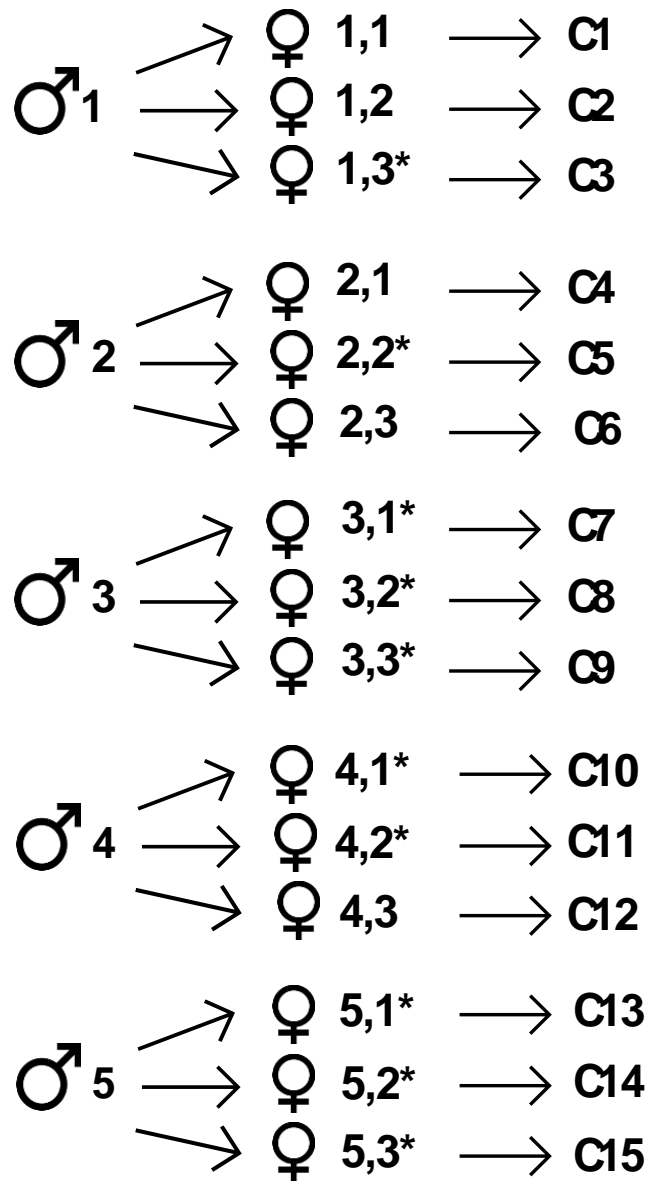 1,1 C1
1 1,2 C2
1,3* C3
2,1 C4
2 2,2* C5
2,3 C6
3,1* C7
3 3,2* C8
3,3* C9
4,1* C10
4 4,2* C11
4,3 C12
5,1* C13
5 5,2* C14
5,3* C15